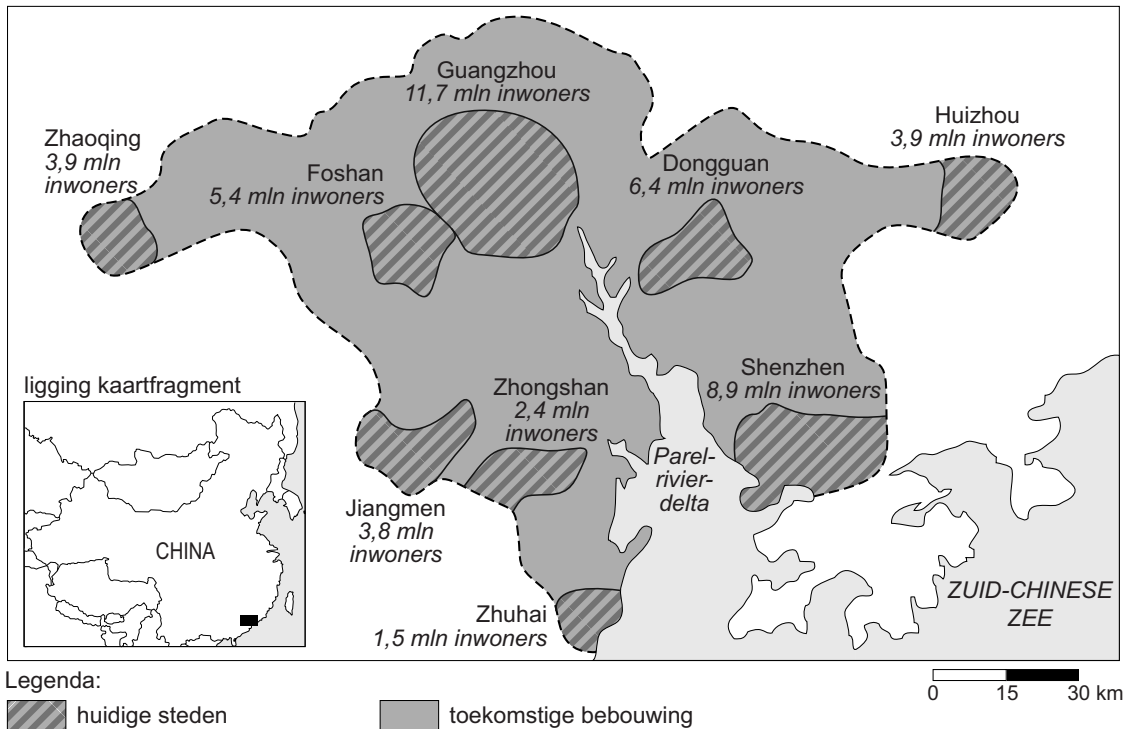 Guangzhou
11,7 mln inwoners
Zhaoqing
3,9 mln
inwoners
Foshan
5,4 mln inwoners
Dongguan
6,4 mln inwoners
Huizhou
3,9 mln inwoners
ligging kaartfragment
CHINA
Zhongshan
2,4 mln
inwoners
Shenzhen
8,9 mln inwoners
Parel-
rivier-
delta
Jiangmen
3,8 mln
inwoners
Zhuhai
1,5 mln inwoners
ZUID-CHINESE
ZEE
Legenda:
huidige steden
toekomstige bebouwing
0 15 30 km